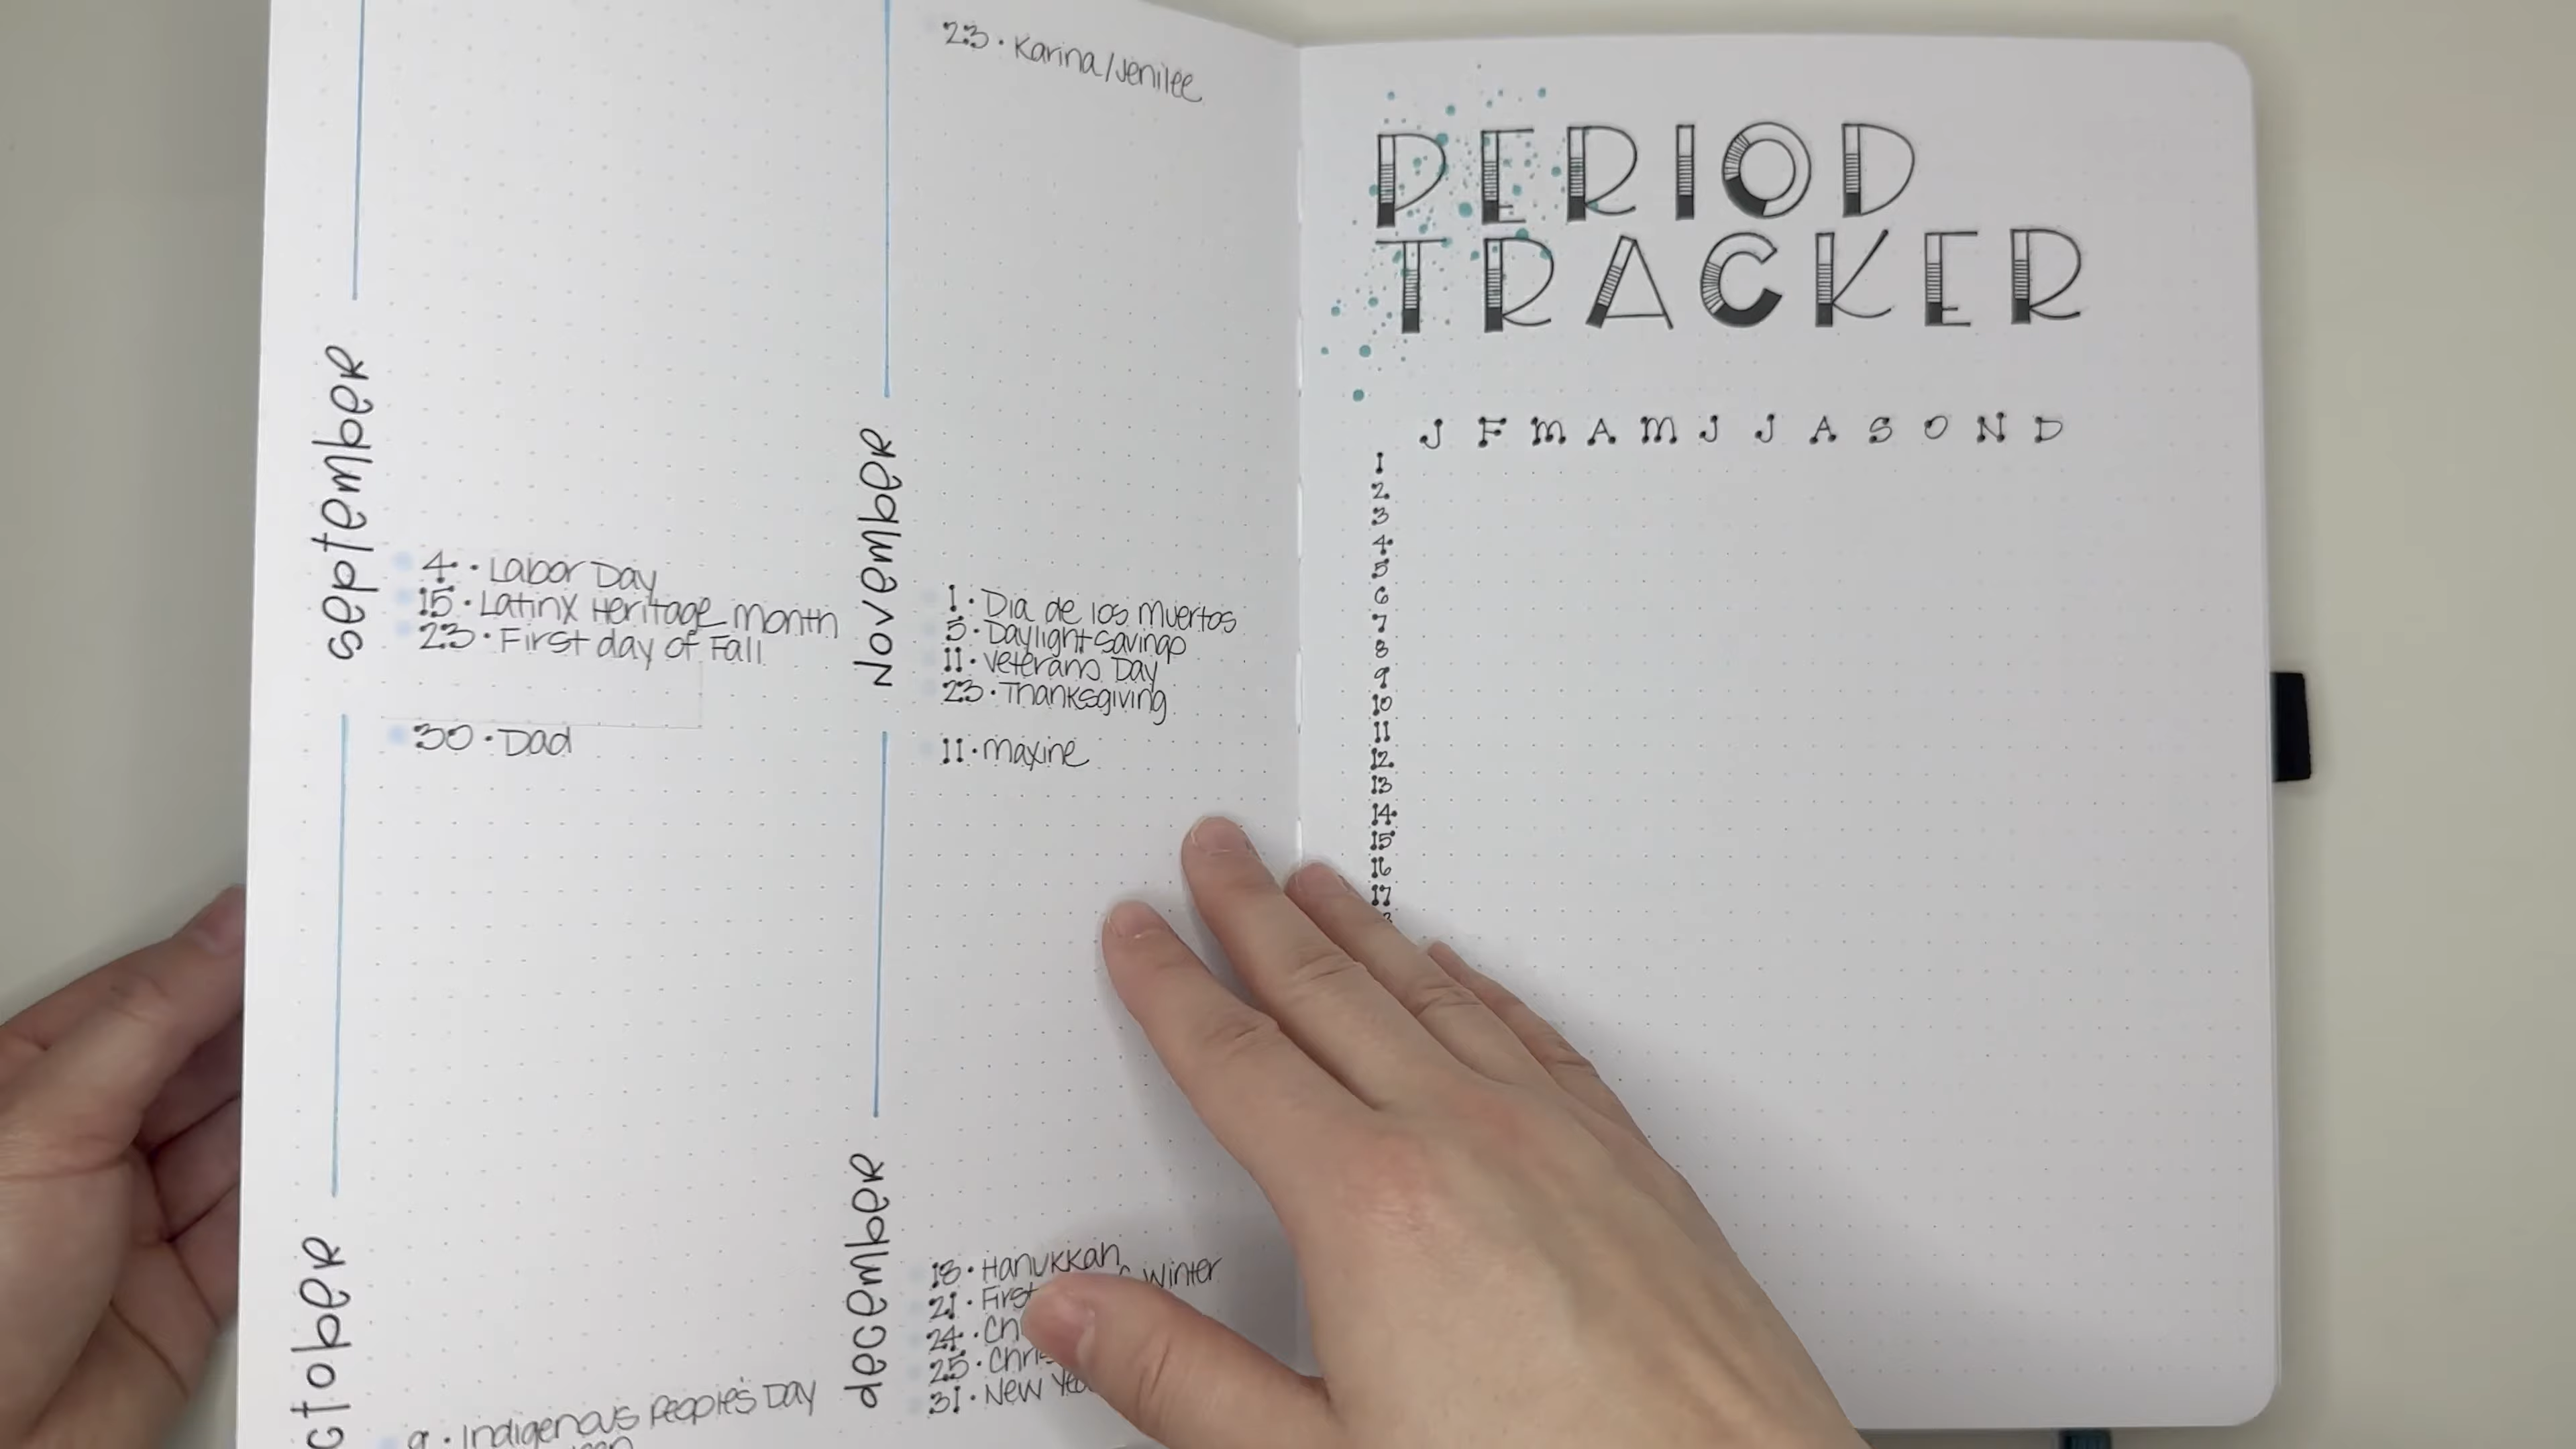 september
4 · Labor Day
15 · Latinx Heritage Month
23 · First day of Fall
30 · Dad
october
9 · Indigenous People's Day
23 · Karina/Jenilee
November
1 · Dia de los Muertos
5 · Daylight savings
11 · Veterans Day
23 · Thanksgiving
11 · Maxine
december
18 · Hanukkah
21 · First Winter
24 ·
25 ·
31 · New
PERIOD
TRACKER
J F M A M J J A S O N D
1
2
3
4
5
6
7
8
9
10
11
12
13
14
15
16
17